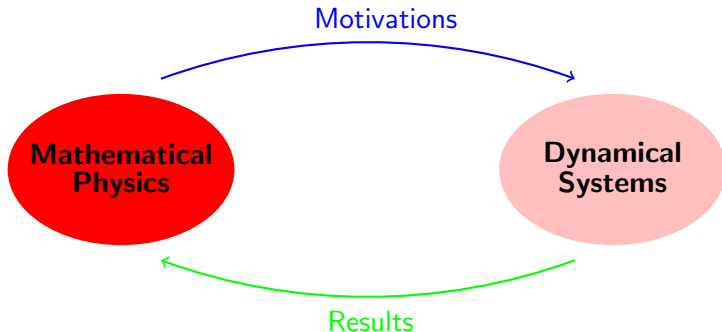 Motivations
Mathematical
Physics
Dynamical
Systems
Results